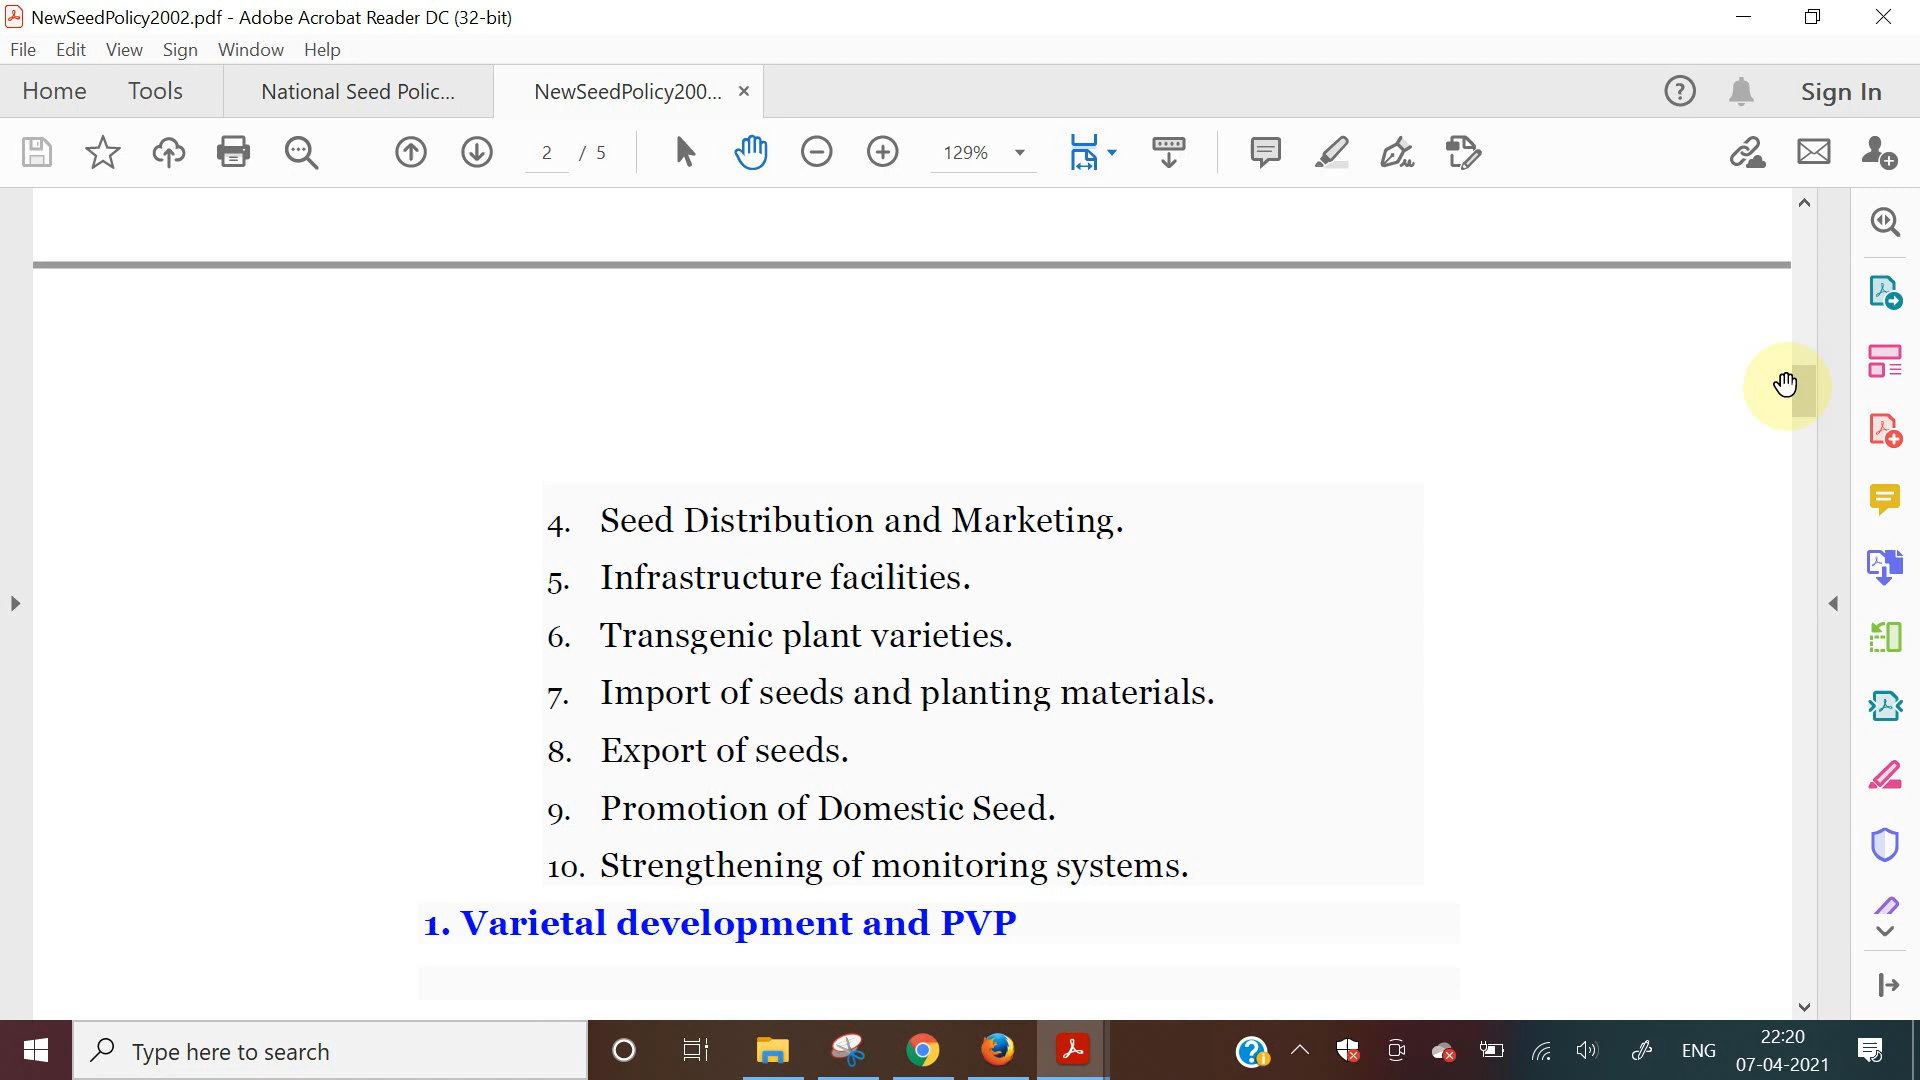 NewSeedPolicy2002.pdf - Adobe Acrobat Reader DC (32-bit)
File Edit View Sign Window Help
Home Tools National Seed Polic... NewSeedPolicy200... × Sign In
2 / 5 129%
4. Seed Distribution and Marketing.
5. Infrastructure facilities.
6. Transgenic plant varieties.
7. Import of seeds and planting materials.
8. Export of seeds.
9. Promotion of Domestic Seed.
10. Strengthening of monitoring systems.
1. Varietal development and PVP
Type here to search
ENG
22:20
07-04-2021